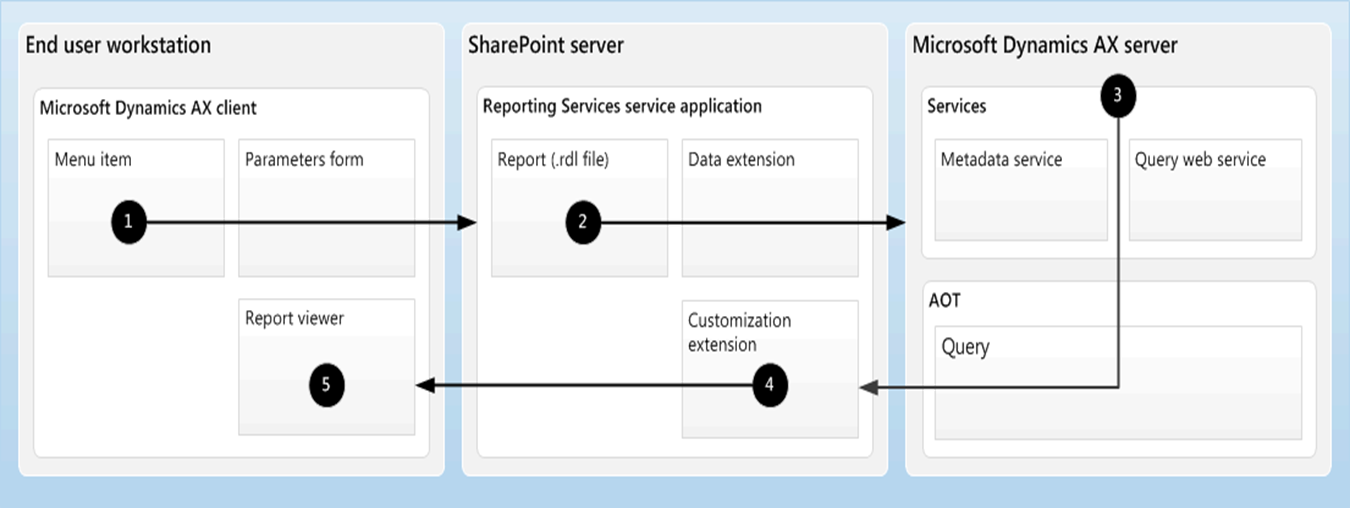 End user workstation
Microsoft Dynamics AX client
Menu item
Parameters form
1
Report viewer
5
SharePoint server
Reporting Services service application
Report (.rdl file)
Data extension
2
Customization
extension
4
Microsoft Dynamics AX server
3
Services
Metadata service
Query web service
AOT
Query